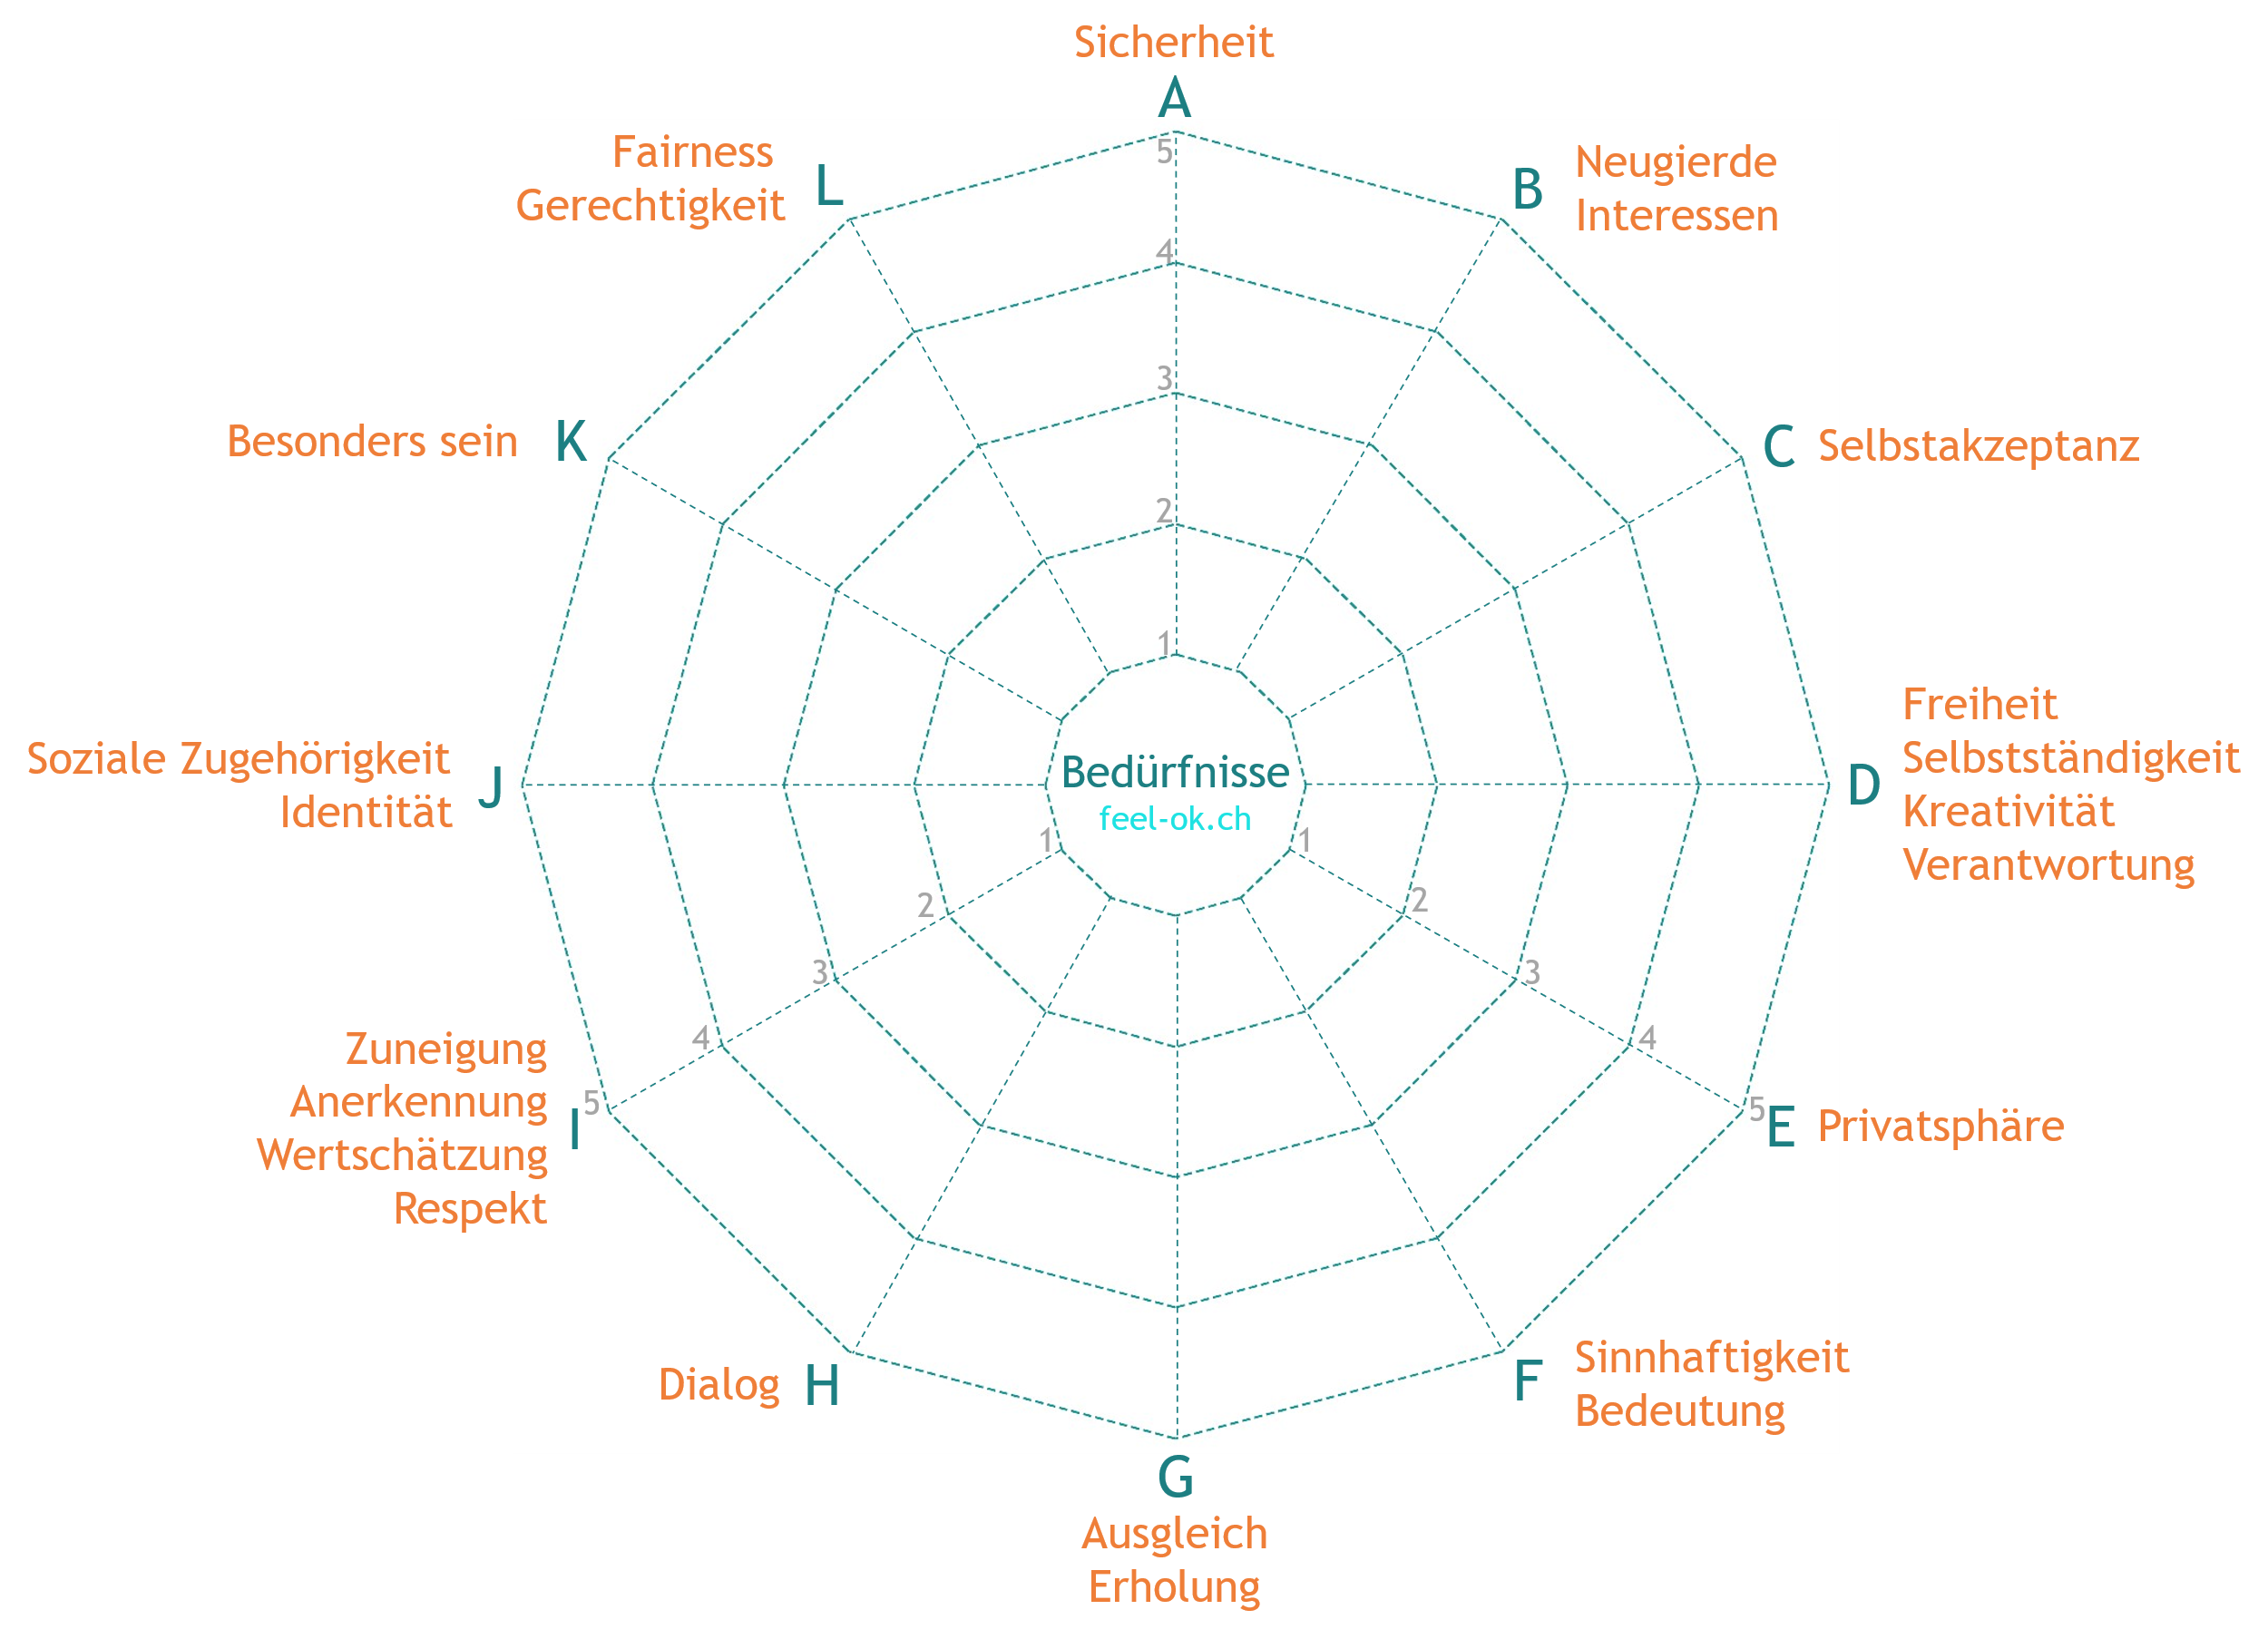 Sicherheit
A
5
4
3
2
1
B
Neugierde
Interessen
C
Selbstakzeptanz
D
Freiheit
Selbstständigkeit
Kreativität
Verantwortung
1
2
3
4
5
E
Privatsphäre
F
Sinnhaftigkeit
Bedeutung
G
Ausgleich
Erholung
Dialog
H
1
2
3
4
5
I
Zuneigung
Anerkennung
Wertschätzung
Respekt
Soziale Zugehörigkeit
Identität
J
Besonders sein
K
Fairness
Gerechtigkeit
L
Bedürfnisse
feel-ok.ch